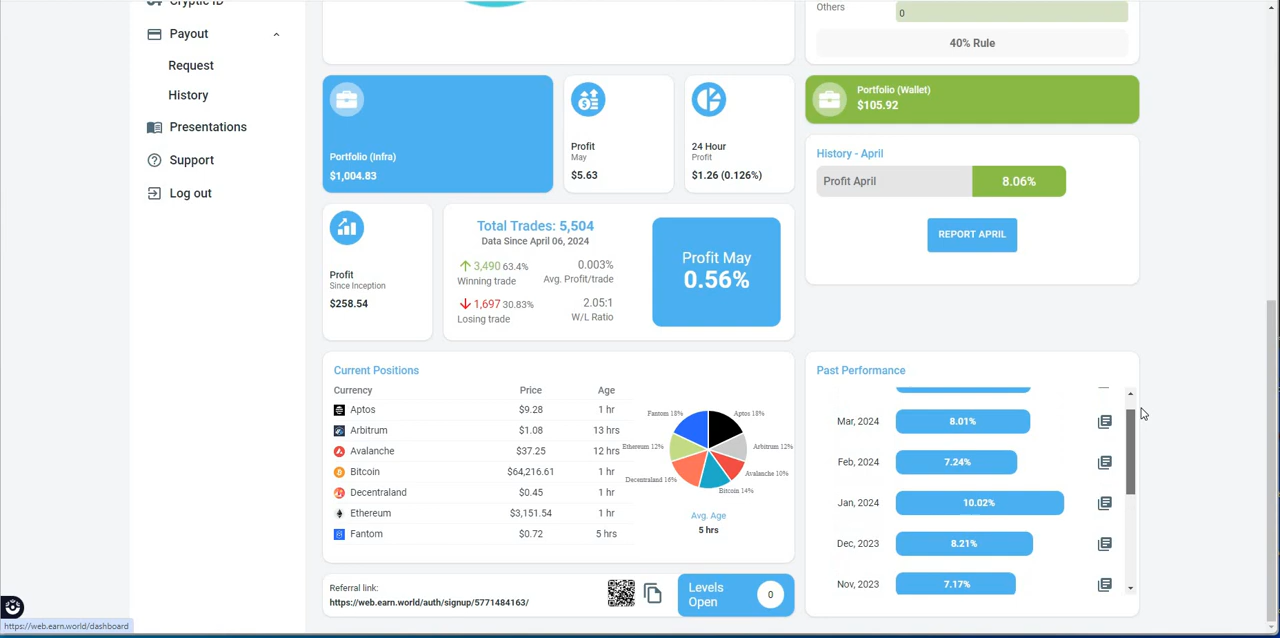 Cryptic ID
Payout
Request
History
Presentations
Support
Log out
Others
0
40% Rule
Portfolio (Infra)
$1,004.83
Profit
May
$5.63
24 Hour
Profit
$1.26 (0.126%)
Portfolio (Wallet)
$105.92
History - April
Profit April
8.06%
REPORT APRIL
Profit
Since Inception
$258.54
Total Trades: 5,504
Data Since April 06, 2024
3,490 63.4%
Winning trade
0.003%
Avg. Profit/trade
1,697 30.83%
Losing trade
2.05:1
W/L Ratio
Profit May
0.56%
Current Positions
Currency Price Age
Aptos $9.28 1 hr
Arbitrum $1.08 13 hrs
Avalanche $37.25 12 hrs
Bitcoin $64,216.61 1 hr
Decentraland $0.45 1 hr
Ethereum $3,151.54 1 hr
Fantom $0.72 5 hrs
Fantom 18%
Aptos 18%
Ethereum 12%
Arbitrum 12%
Decentraland 16%
Avalanche 10%
Bitcoin 14%
Avg. Age
5 hrs
Past Performance
Mar, 2024 8.01%
Feb, 2024 7.24%
Jan, 2024 10.02%
Dec, 2023 8.21%
Nov, 2023 7.17%
Referral link:
https://web.earn.world/auth/signup/5771484163/
Levels
Open
0
https://web.earn.world/dashboard